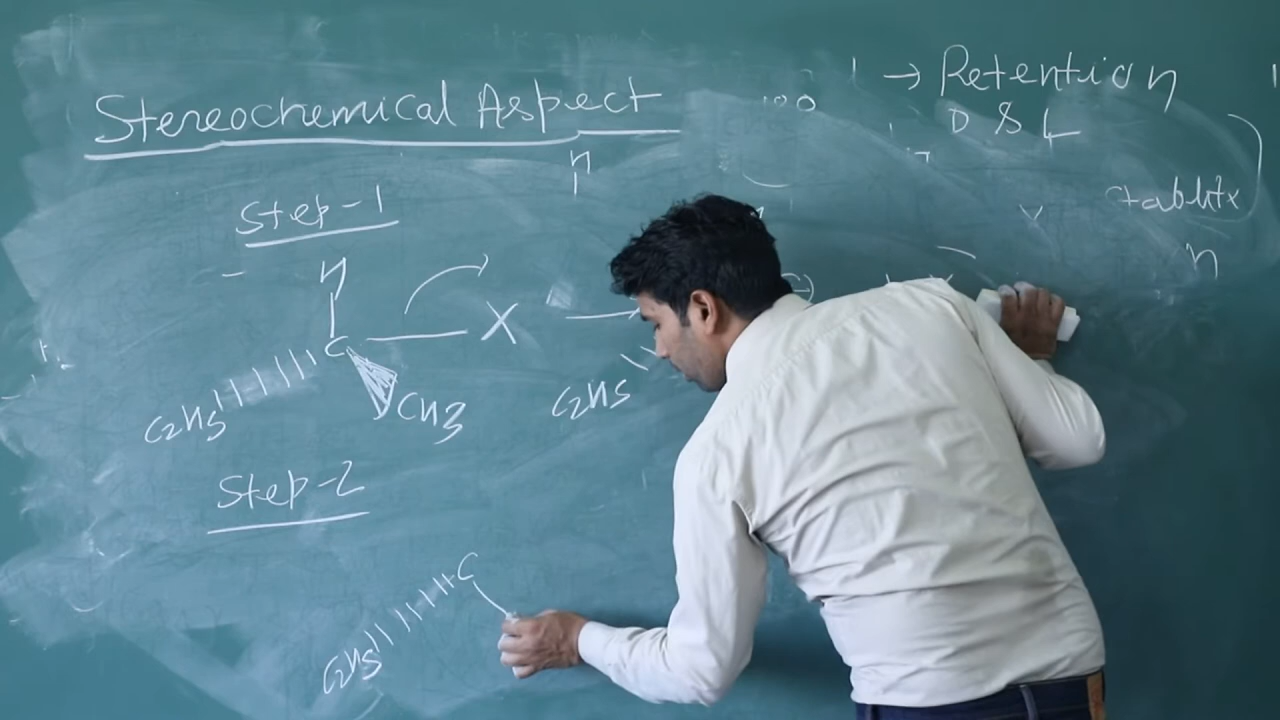 Stereochemical Aspect
→ Retention
D & L
Step-1
H
H
C — X →
C2H5
CH3
C2H5
Step-2
C
C2H5